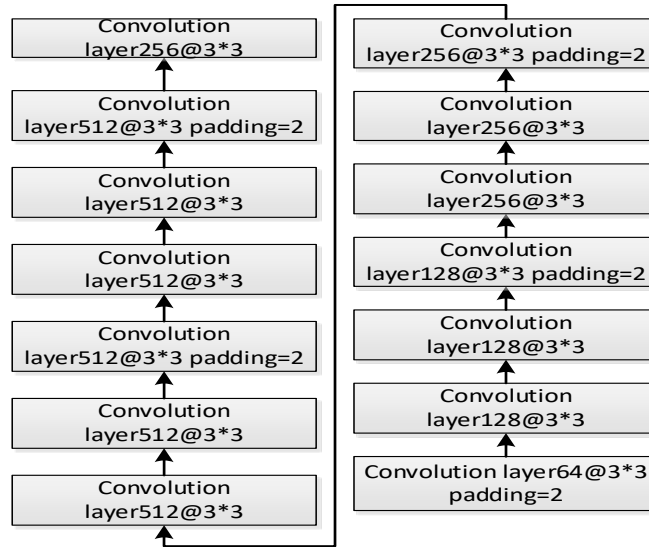 Convolution
layer256@3*3
Convolution
layer512@3*3 padding=2
Convolution
layer512@3*3
Convolution
layer512@3*3
Convolution
layer512@3*3 padding=2
Convolution
layer512@3*3
Convolution
layer512@3*3
Convolution
layer256@3*3 padding=2
Convolution
layer256@3*3
Convolution
layer256@3*3
Convolution
layer128@3*3 padding=2
Convolution
layer128@3*3
Convolution
layer128@3*3
Convolution layer64@3*3
padding=2